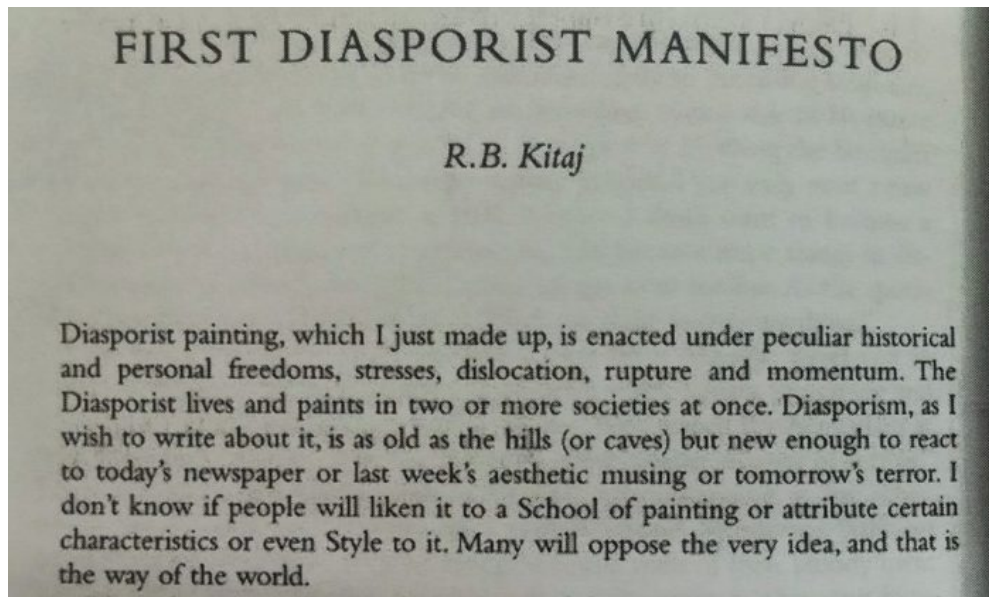 FIRST DIASPORIST MANIFESTO
R.B. Kitaj
Diasporist painting, which I just made up, is enacted under peculiar historical
and personal freedoms, stresses, dislocation, rupture and momentum. The
Diasporist lives and paints in two or more societies at once. Diasporism, as I
wish to write about it, is as old as the hills (or caves) but new enough to react
to today's newspaper or last week's aesthetic musing or tomorrow's terror. I
don't know if people will liken it to a School of painting or attribute certain
characteristics or even Style to it. Many will oppose the very idea, and that is
the way of the world.